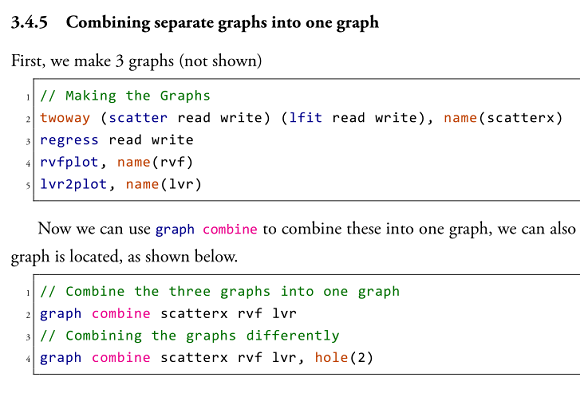 3.4.5 Combining separate graphs into one graph
First, we make 3 graphs (not shown)
1 // Making the Graphs
2 twoway (scatter read write) (lfit read write), name(scatterx)
3 regress read write
4 rvfplot, name(rvf)
5 lvr2plot, name(lvr)
Now we can use graph combine to combine these into one graph, we can also
graph is located, as shown below.
1 // Combine the three graphs into one graph
2 graph combine scatterx rvf lvr
3 // Combining the graphs differently
4 graph combine scatterx rvf lvr, hole(2)